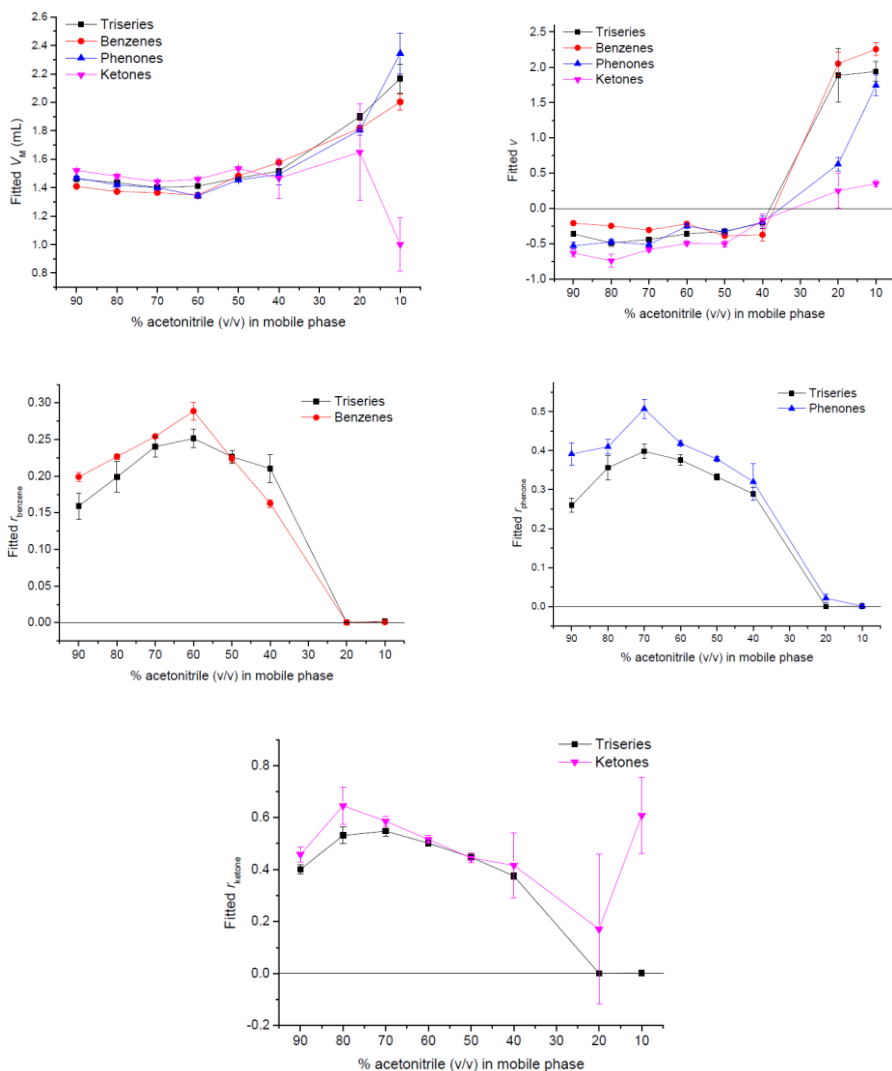 2.6
2.4
2.2
2.0
1.8
1.6
1.4
1.2
1.0
0.8
Fitted V_M (mL)
Triseries
Benzenes
Phenones
Ketones
90 80 70 60 50 40 30 20 10
% acetonitrile (v/v) in mobile phase
2.5
2.0
1.5
1.0
0.5
0.0
-0.5
-1.0
Fitted v
Triseries
Benzenes
Phenones
Ketones
90 80 70 60 50 40 30 20 10
% acetonitrile (v/v) in mobile phase
0.30
0.25
0.20
0.15
0.10
0.05
0.00
Fitted r_benzene
Triseries
Benzenes
90 80 70 60 50 40 30 20 10
% acetonitrile (v/v) in mobile phase
0.5
0.4
0.3
0.2
0.1
0.0
Fitted r_phenone
Triseries
Phenones
90 80 70 60 50 40 30 20 10
% acetonitrile (v/v) in mobile phase
0.8
0.6
0.4
0.2
0.0
-0.2
Fitted r_ketone
Triseries
Ketones
90 80 70 60 50 40 30 20 10
% acetonitrile (v/v) in mobile phase